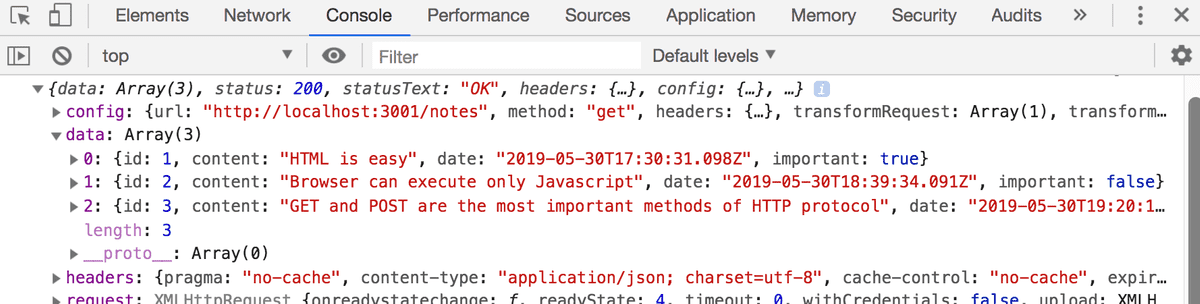 Elements Network Console Performance Sources Application Memory Security Audits »
top ▼ Filter Default levels ▼
▼{data: Array(3), status: 200, statusText: "OK", headers: {…}, config: {…}, …} i
▶config: {url: "http://localhost:3001/notes", method: "get", headers: {…}, transformRequest: Array(1), transform…
▼data: Array(3)
▶0: {id: 1, content: "HTML is easy", date: "2019-05-30T17:30:31.098Z", important: true}
▶1: {id: 2, content: "Browser can execute only Javascript", date: "2019-05-30T18:39:34.091Z", important: false}
▶2: {id: 3, content: "GET and POST are the most important methods of HTTP protocol", date: "2019-05-30T19:20:1…
length: 3
▶__proto__: Array(0)
▶headers: {pragma: "no-cache", content-type: "application/json; charset=utf-8", cache-control: "no-cache", expir…
▶request: XMLHttpRequest {onreadystatechange: ƒ, readyState: 4, timeout: 0, withCredentials: false, upload: XMLH…